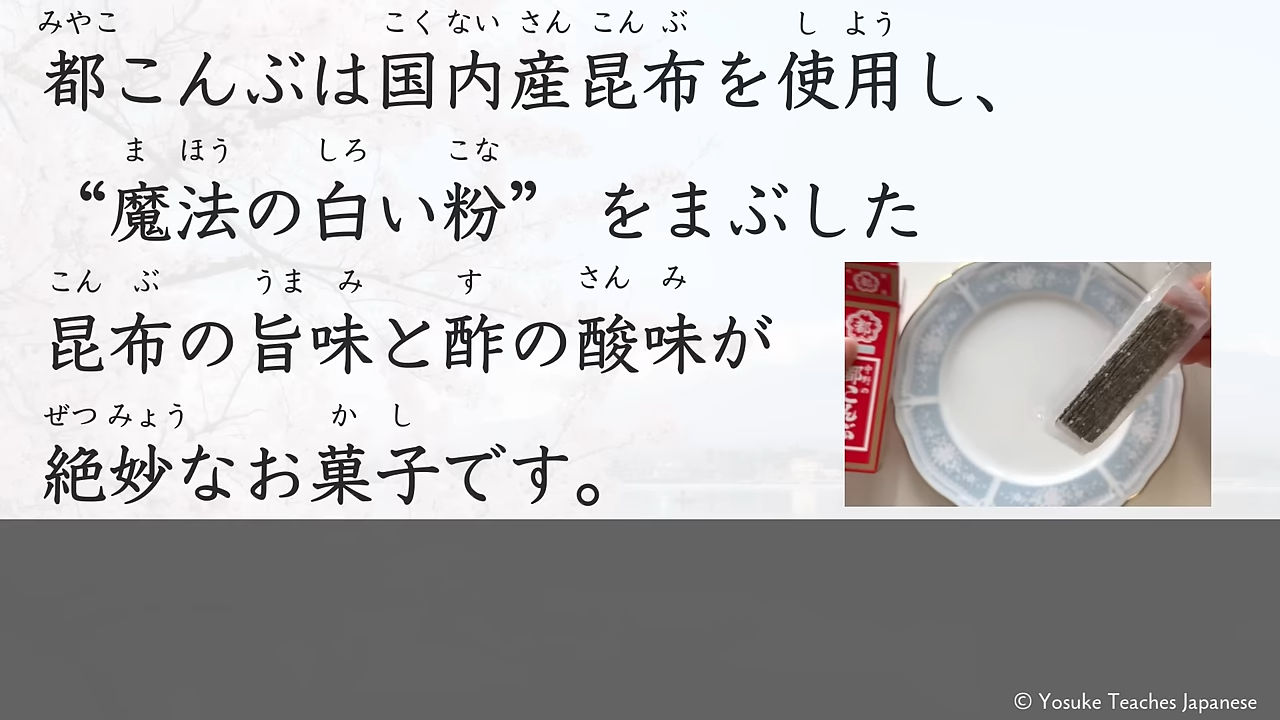 みやこ こくないさんこんぶ しよう
都こんぶは国内産昆布を使用し、
まほう しろ こな
“魔法の白い粉” をまぶした
こんぶ うまみ す さんみ
昆布の旨味と酢の酸味が
ぜつみょう かし
絶妙なお菓子です。
都
© Yosuke Teaches Japanese